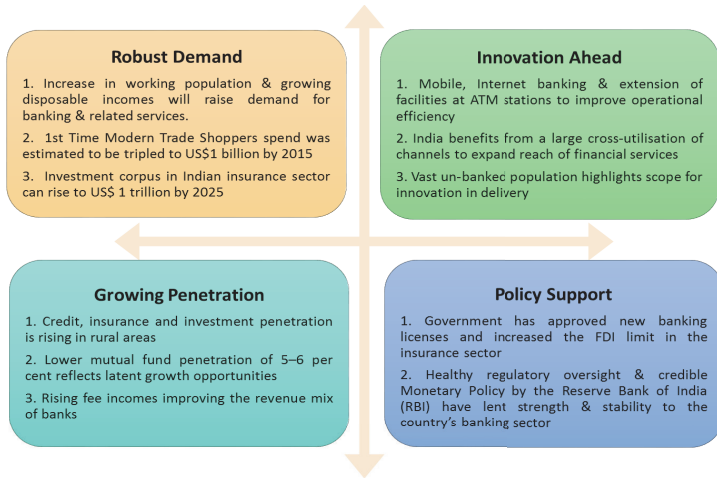 Robust Demand
1. Increase in working population & growing
disposable incomes will raise demand for
banking & related services.
2. 1st Time Modern Trade Shoppers spend was
estimated to be tripled to US$1 billion by 2015
3. Investment corpus in Indian insurance sector
can rise to US$ 1 trillion by 2025
Innovation Ahead
1. Mobile, Internet banking & extension of
facilities at ATM stations to improve operational
efficiency
2. India benefits from a large cross-utilisation of
channels to expand reach of financial services
3. Vast un-banked population highlights scope for
innovation in delivery
Growing Penetration
1. Credit, insurance and investment penetration
is rising in rural areas
2. Lower mutual fund penetration of 5–6 per
cent reflects latent growth opportunities
3. Rising fee incomes improving the revenue mix
of banks
Policy Support
1. Government has approved new banking
licenses and increased the FDI limit in the
insurance sector
2. Healthy regulatory oversight & credible
Monetary Policy by the Reserve Bank of India
(RBI) have lent strength & stability to the
country's banking sector